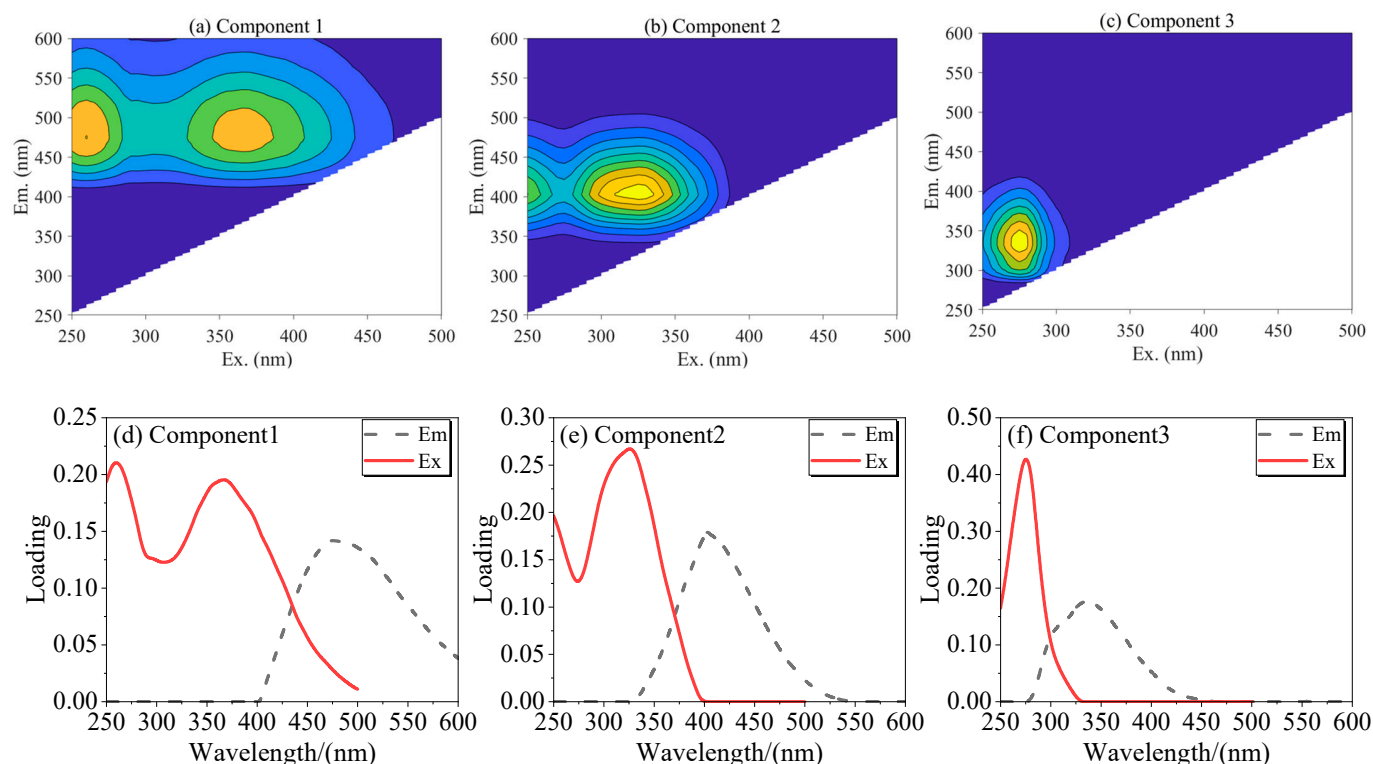 (a) Component 1
600
550
500
450
400
350
300
250
Em. (nm)
250 300 350 400 450 500
Ex. (nm)
(b) Component 2
600
550
500
450
400
350
300
250
Em. (nm)
250 300 350 400 450 500
Ex. (nm)
(c) Component 3
600
550
500
450
400
350
300
250
Em. (nm)
250 300 350 400 450 500
Ex. (nm)
(d) Component1
Em
Ex
0.25
0.20
0.15
0.10
0.05
0.00
Loading
250 300 350 400 450 500 550 600
Wavelength/(nm)
(e) Component2
Em
Ex
0.30
0.25
0.20
0.15
0.10
0.05
0.00
Loading
250 300 350 400 450 500 550 600
Wavelength/(nm)
(f) Component3
Em
Ex
0.50
0.40
0.30
0.20
0.10
0.00
Loading
250 300 350 400 450 500 550 600
Wavelength/(nm)